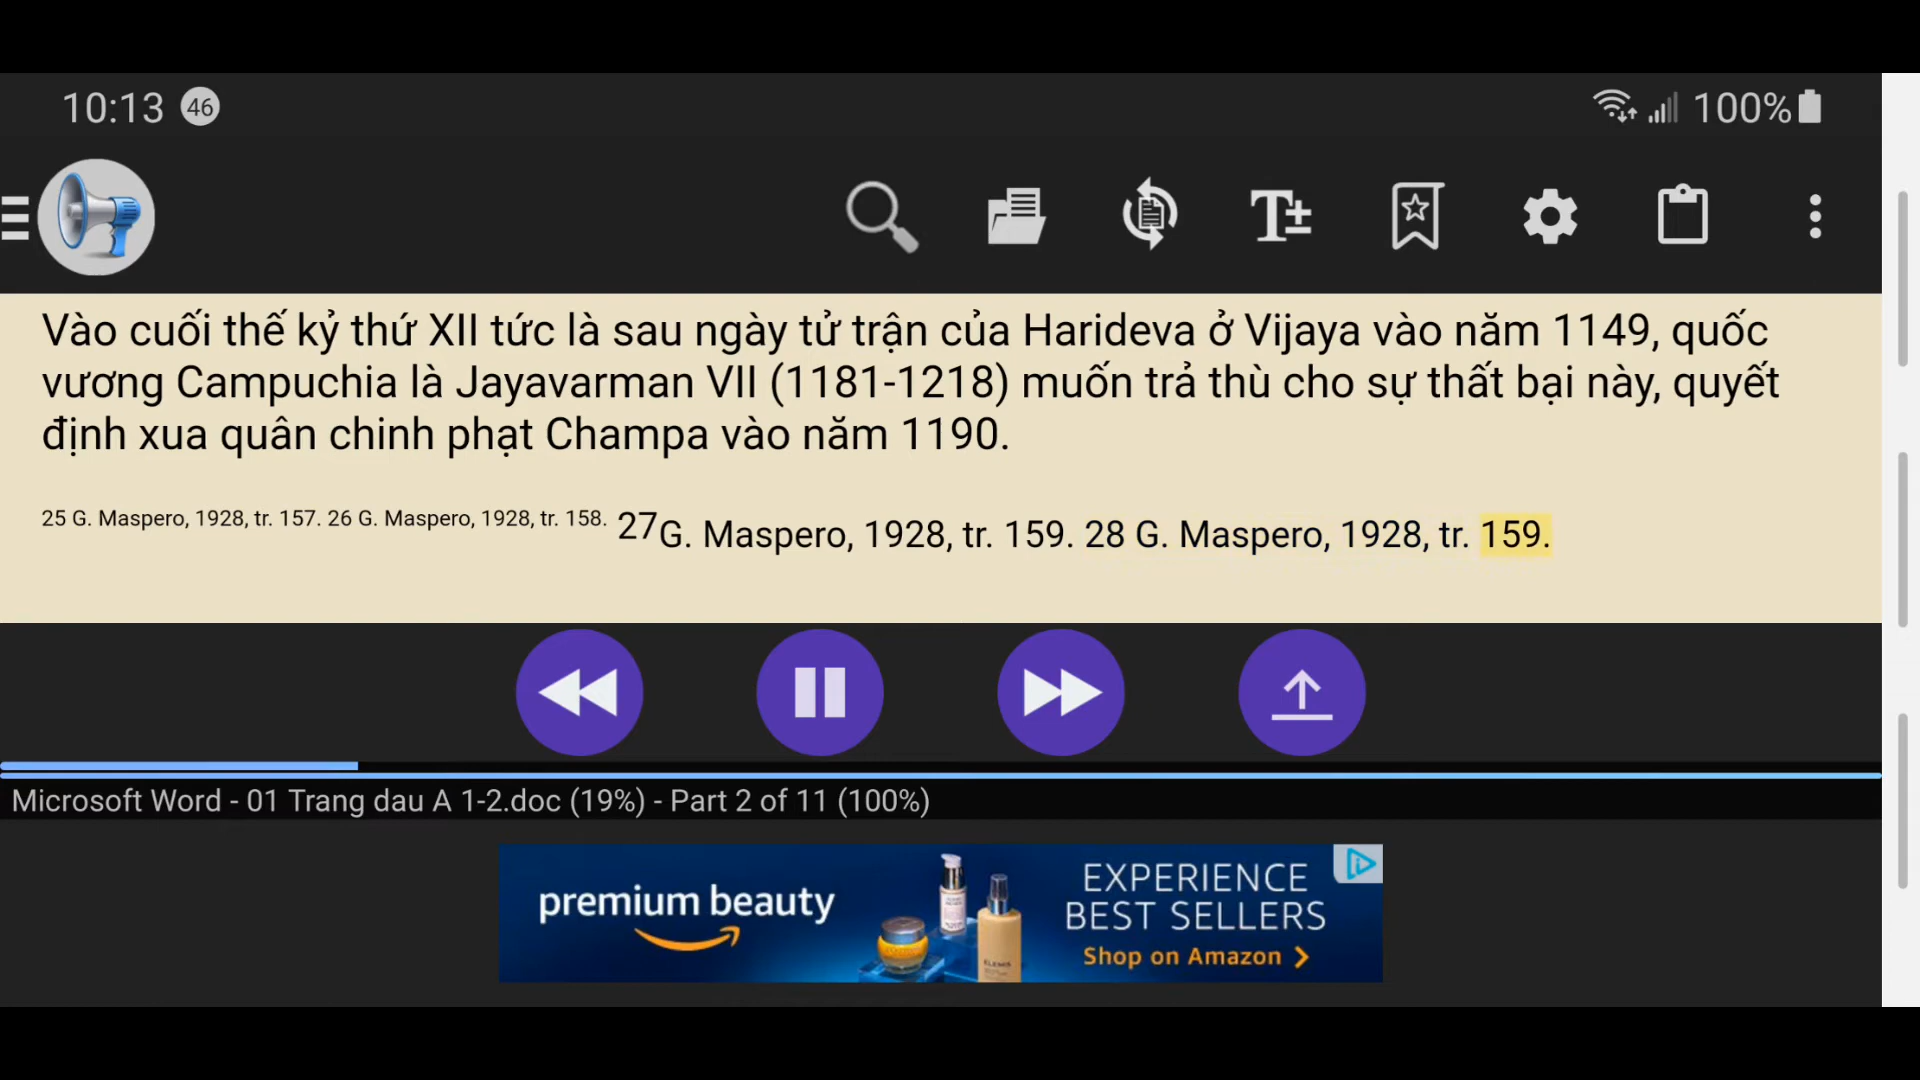 10:13 46 100%
T±
Vào cuối thế kỷ thứ XII tức là sau ngày tử trận của Harideva ở Vijaya vào năm 1149, quốc
vương Campuchia là Jayavarman VII (1181-1218) muốn trả thù cho sự thất bại này, quyết
định xua quân chinh phạt Champa vào năm 1190.
25 G. Maspero, 1928, tr. 157. 26 G. Maspero, 1928, tr. 158. 27G. Maspero, 1928, tr. 159. 28 G. Maspero, 1928, tr. 159.
Microsoft Word - 01 Trang dau A 1-2.doc (19%) - Part 2 of 11 (100%)
premium beauty
EXPERIENCE
BEST SELLERS
Shop on Amazon
ELEMIS